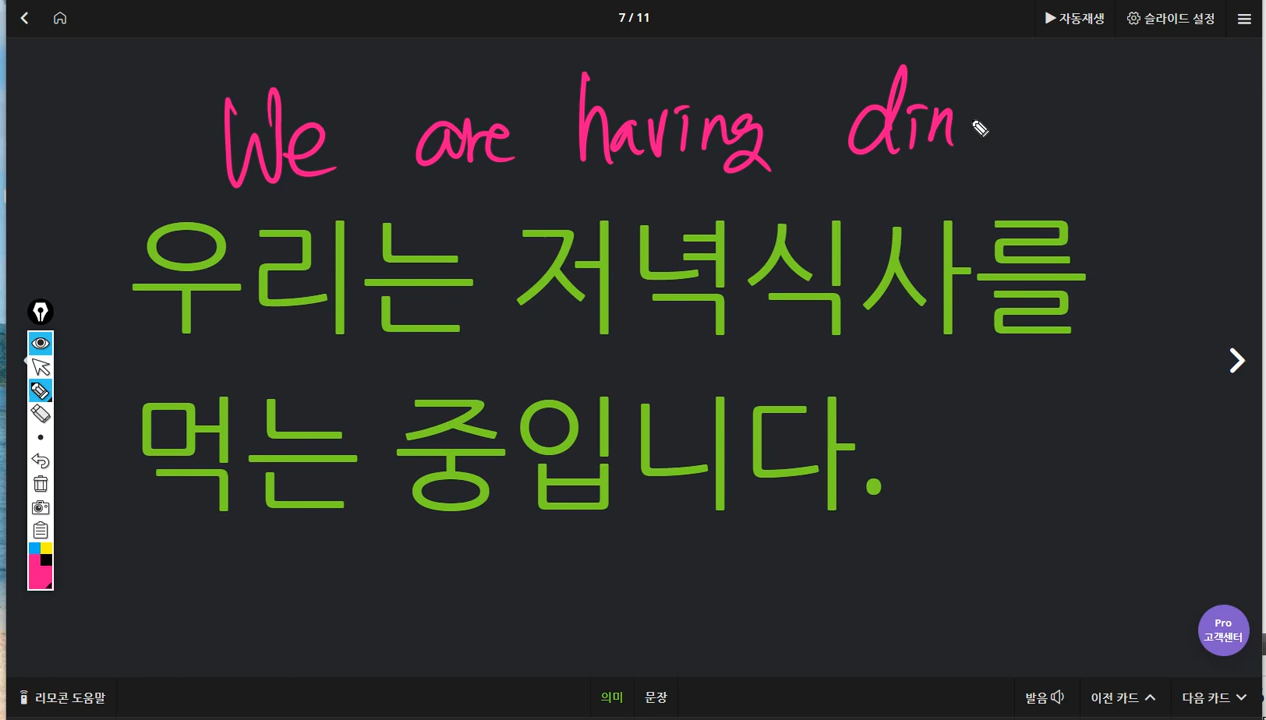 7 / 11
자동재생
슬라이드 설정
We are having din
우리는 저녁식사를
먹는 중입니다.
Pro
고객센터
리모콘 도움말
의미
문장
발음
이전 카드
다음 카드